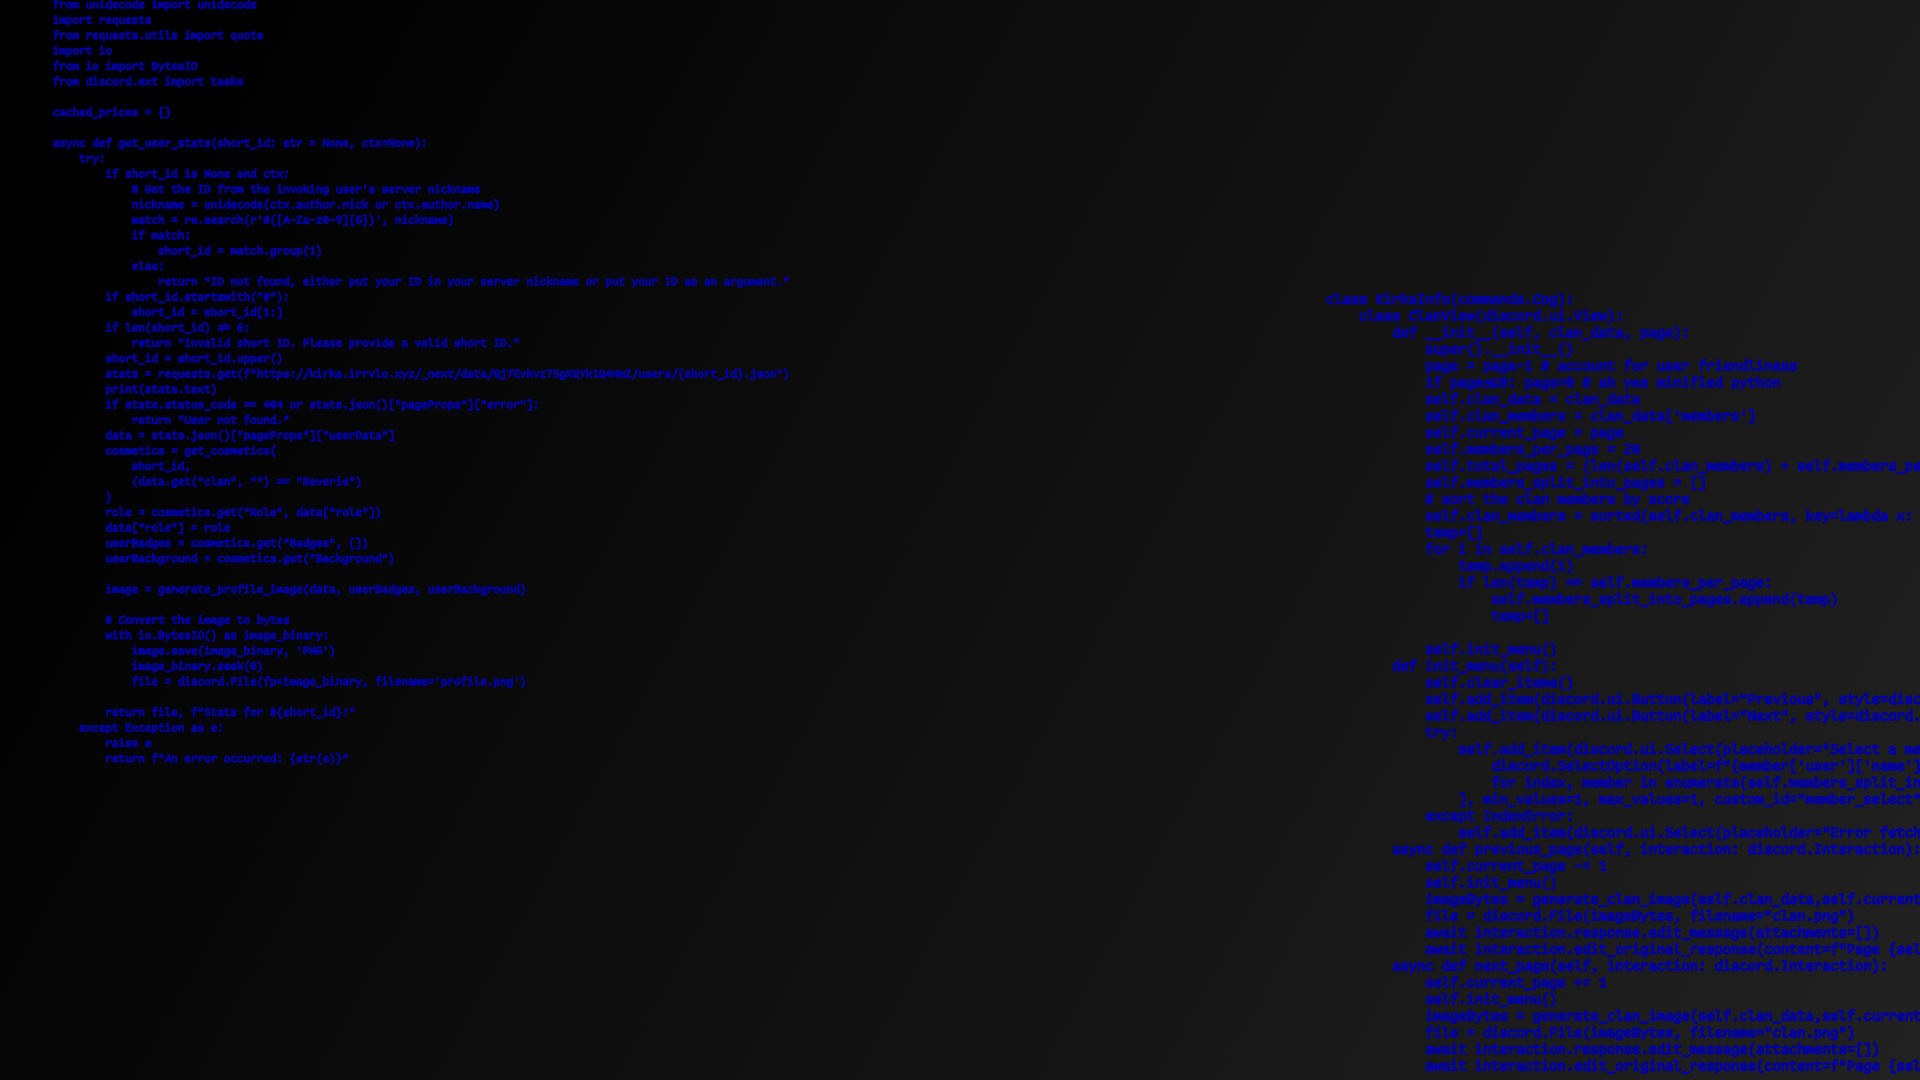 from unidecode import unidecode
import requests
from requests.utils import quote
import io
from io import BytesIO
from discord.ext import tasks
cached_prices = {}
async def get_user_stats(short_id: str = None, ctx=None):
try:
if short_id is None and ctx:
# Get the ID from the invoking user's server nickname
nickname = unidecode(ctx.author.nick or ctx.author.name)
match = re.search(r'#([A-Za-z0-9]{6})', nickname)
if match:
short_id = match.group(1)
else:
return "ID not found, either put your ID in your server nickname or put your ID as an argument."
if short_id.startswith("#"):
short_id = short_id[1:]
if len(short_id) != 6:
return "Invalid short ID. Please provide a valid short ID."
short_id = short_id.upper()
stats = requests.get(f"https://kirka.irrvlo.xyz/_next/data/
print(stats.text)
if stats.status_code == 404 or stats.json()["pageProps"]["error"]:
return "User not found."
data = stats.json()["pageProps"]["userData"]
cosmetics = get_cosmetics(
short_id,
(data.get("clan", "") == "Reverie")
)
role = cosmetics.get("Role", data["role"])
data["role"] = role
userBadges = cosmetics.get("Badges", [])
userBackground = cosmetics.get("Background")
image = generate_profile_image(data, userBadges, userBackground)
# Convert the image to bytes
with io.BytesIO() as image_binary:
image.save(image_binary, 'PNG')
image_binary.seek(0)
file = discord.File(fp=image_binary, filename='profile.png')
return file, f"Stats for #{short_id}:"
except Exception as e:
raise e
return f"An error occurred: {str(e)}"
class KirkaInfo(commands.Cog):
class ClanView(discord.ui.View):
def __init__(self, clan_data, page):
super().__init__()
page = page-1 # account for user friendliness
if page<0: page=0 # ah yes minified python
self.clan_data = clan_data
self.clan_members = clan_data['members']
self.current_page = page
self.members_per_page = 20
self.total_pages = (len(self.clan_members) + self.members_pe
self.members_split_into_pages = []
# sort the clan members by score
self.clan_members = sorted(self.clan_members, key=lambda x:
temp=[]
for i in self.clan_members:
temp.append(i)
if len(temp) == self.members_per_page:
self.members_split_into_pages.append(temp)
temp=[]
self.init_menu()
def init_menu(self):
self.clear_items()
self.add_item(discord.ui.Button(label="Previous", style=disc
self.add_item(discord.ui.Button(label="Next", style=discord.
try:
self.add_item(discord.ui.Select(placeholder="Select a me
discord.SelectOption(label=f"{member['user']['name']
for index, member in enumerate(self.members_split_in
], min_values=1, max_values=1, custom_id="member_select"
except IndexError:
self.add_item(discord.ui.Select(placeholder="Error fetch
async def previous_page(self, interaction: discord.Interaction):
self.current_page -= 1
self.init_menu()
imageBytes = generate_clan_image(self.clan_data,self.current
file = discord.File(imageBytes, filename="clan.png")
await interaction.response.edit_message(attachments=[])
await interaction.edit_original_response(content=f"Page {sel
async def next_page(self, interaction: discord.Interaction):
self.current_page += 1
self.init_menu()
imageBytes = generate_clan_image(self.clan_data,self.current
file = discord.File(imageBytes, filename="clan.png")
await interaction.response.edit_message(attachments=[])
await interaction.edit_original_response(content=f"Page {sel